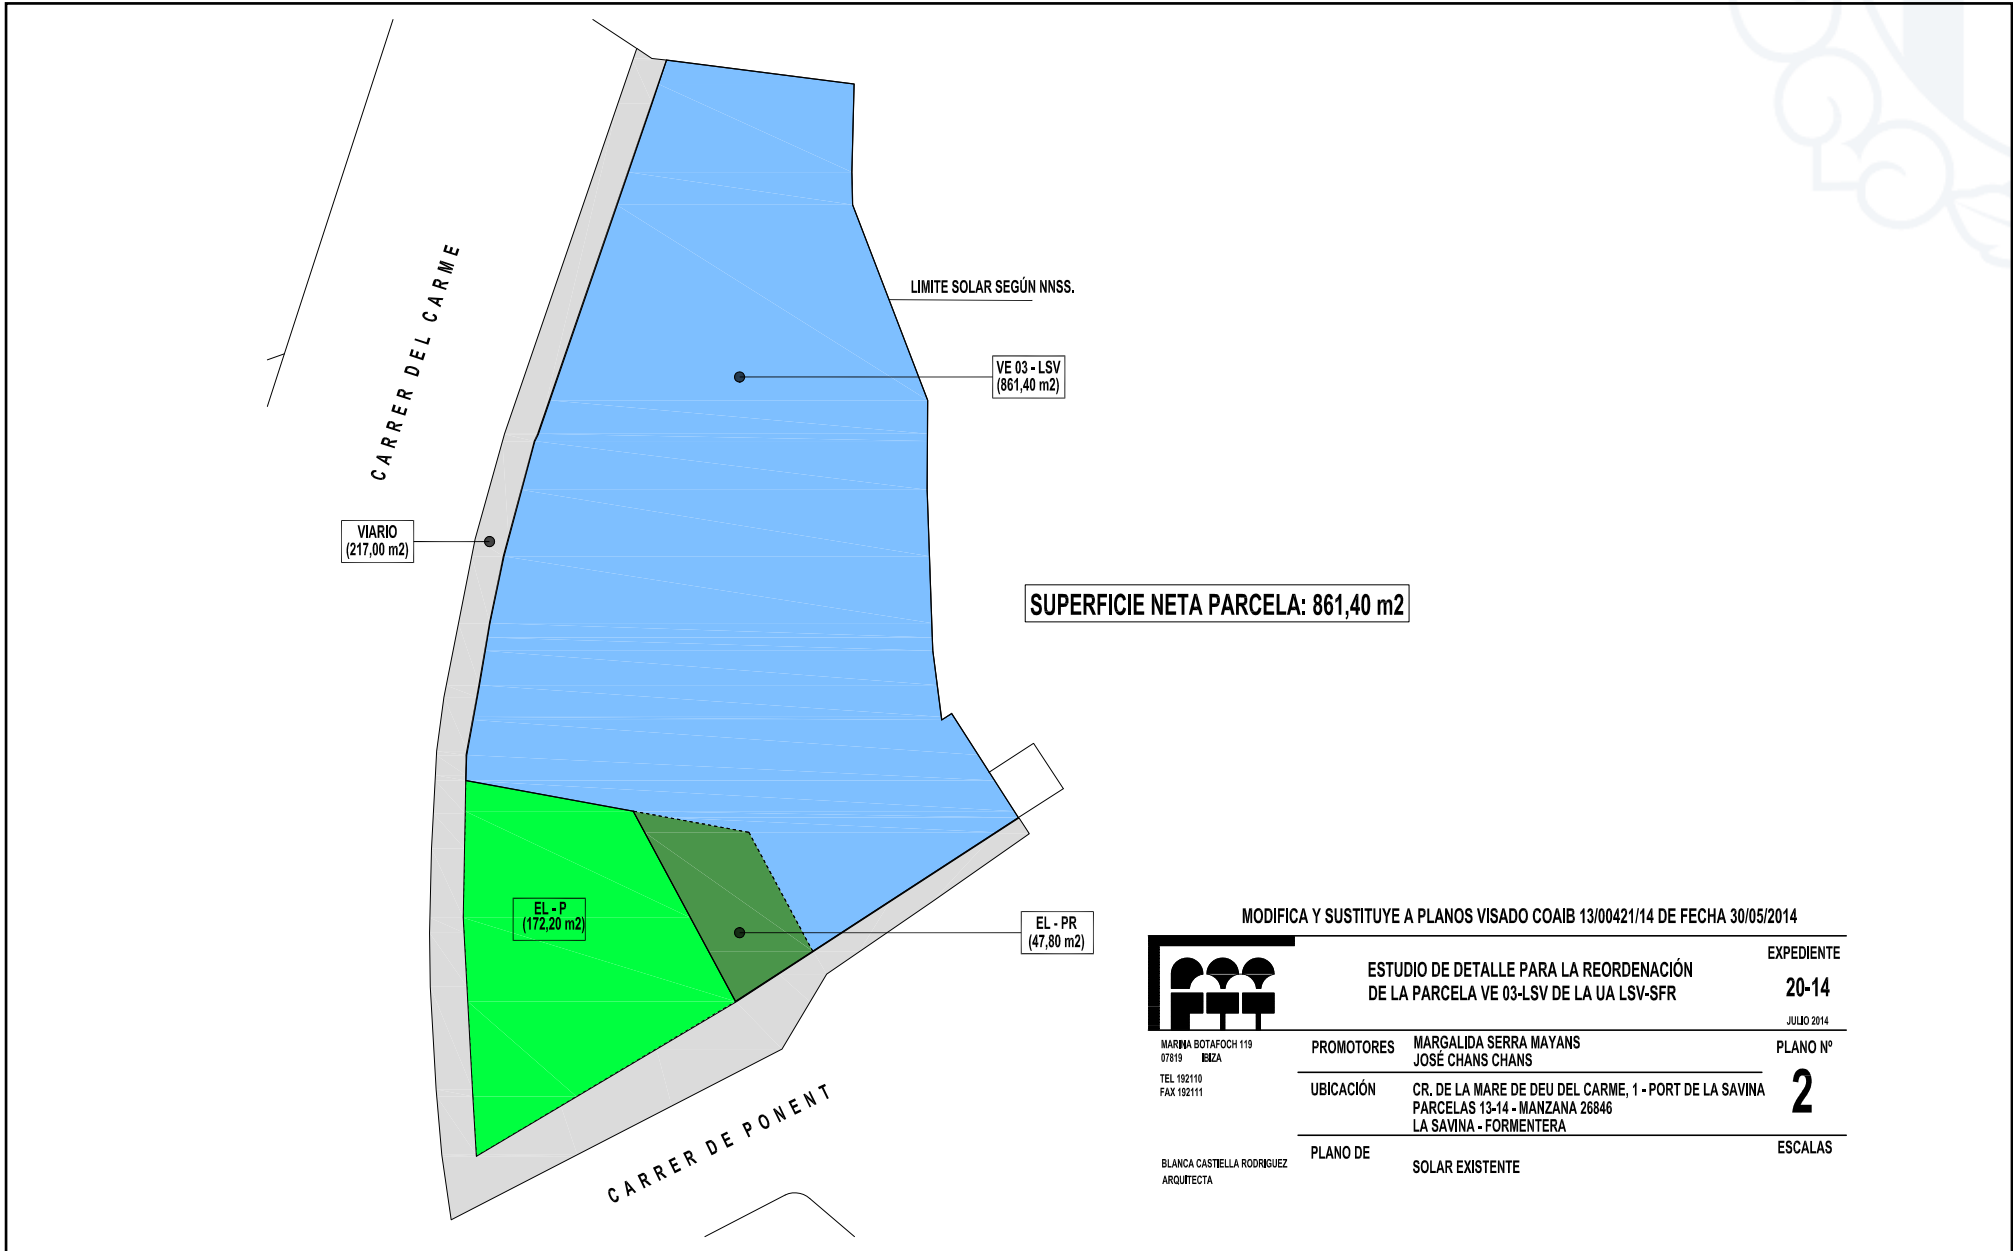 CARRER DEL CARME
LIMITE SOLAR SEGÚN NNSS.
VE 03 - LSV
(861,40 m2)
VIARIO
(217,00 m2)
SUPERFICIE NETA PARCELA: 861,40 m2
EL - P
(172,20 m2)
EL - PR
(47,80 m2)
CARRER DE PONENT
MODIFICA Y SUSTITUYE A PLANOS VISADO COAIB 13/00421/14 DE FECHA 30/05/2014
ESTUDIO DE DETALLE PARA LA REORDENACIÓN
DE LA PARCELA VE 03-LSV DE LA UA LSV-SFR
EXPEDIENTE
20-14
JULIO 2014
MARINA BOTAFOCH 119
07819 IBIZA
TEL 192110
FAX 192111
PROMOTORES
MARGALIDA SERRA MAYANS
JOSÉ CHANS CHANS
PLANO Nº
2
UBICACIÓN
CR. DE LA MARE DE DEU DEL CARME, 1 - PORT DE LA SAVINA
PARCELAS 13-14 - MANZANA 26846
LA SAVINA - FORMENTERA
PLANO DE
SOLAR EXISTENTE
ESCALAS
BLANCA CASTIELLA RODRIGUEZ
ARQUITECTA